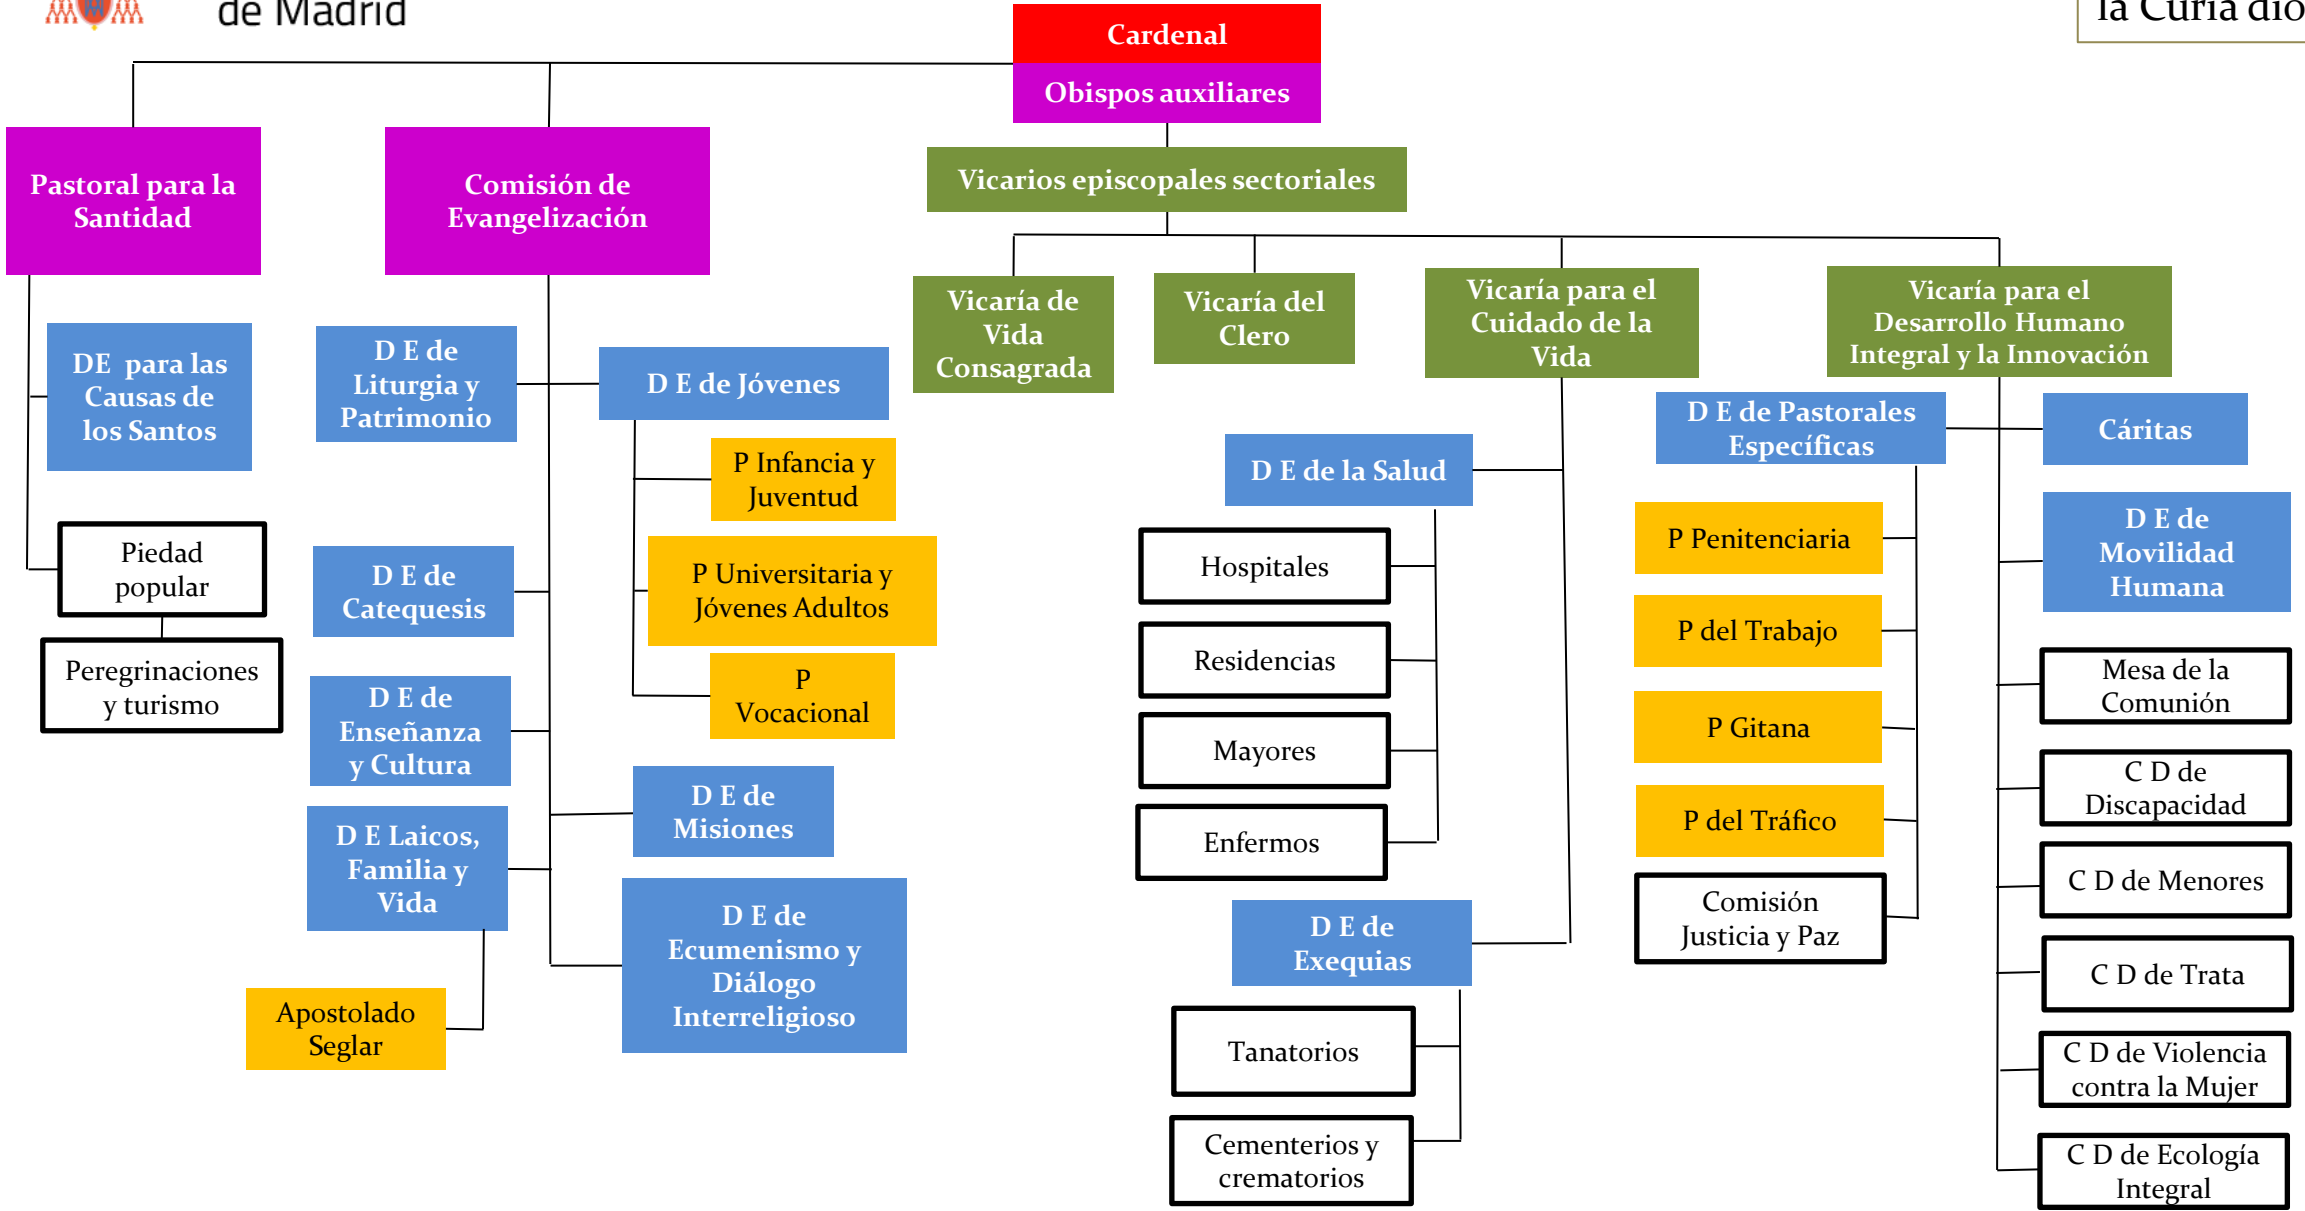 de Madrid
la Curia dio
Cardenal
Obispos auxiliares
Pastoral para la
Santidad
Comisión de
Evangelización
Vicarios episcopales sectoriales
Vicaría de
Vida
Consagrada
Vicaría del
Clero
Vicaría para el
Cuidado de la
Vida
Vicaría para el
Desarrollo Humano
Integral y la Innovación
DE para las
Causas de
los Santos
Piedad
popular
Peregrinaciones
y turismo
D E de
Liturgia y
Patrimonio
D E de Jóvenes
P Infancia y
Juventud
P Universitaria y
Jóvenes Adultos
P
Vocacional
D E de
Catequesis
D E de
Enseñanza
y Cultura
D E de
Misiones
D E Laicos,
Familia y
Vida
D E de
Ecumenismo y
Diálogo
Interreligioso
Apostolado
Seglar
D E de la Salud
Hospitales
Residencias
Mayores
Enfermos
D E de
Exequias
Tanatorios
Cementerios y
crematorios
D E de Pastorales
Específicas
P Penitenciaria
P del Trabajo
P Gitana
P del Tráfico
Comisión
Justicia y Paz
Cáritas
D E de
Movilidad
Humana
Mesa de la
Comunión
C D de
Discapacidad
C D de Menores
C D de Trata
C D de Violencia
contra la Mujer
C D de Ecología
Integral